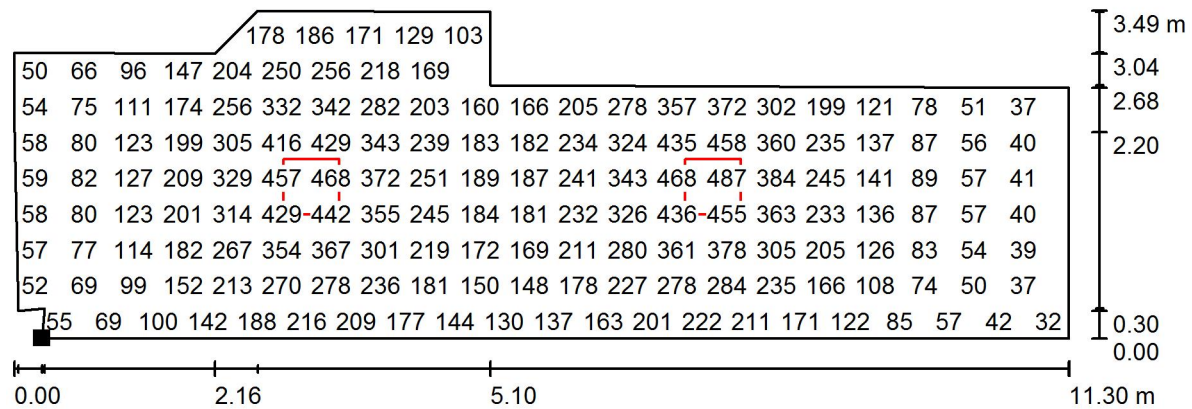 178 186 171 129 103
3.49 m
50 66 96 147 204 250 256 218 169
3.04
54 75 111 174 256 332 342 282 203 160 166 205 278 357 372 302 199 121 78 51 37
2.68
58 80 123 199 305 416 429 343 239 183 182 234 324 435 458 360 235 137 87 56 40
2.20
59 82 127 209 329 457 468 372 251 189 187 241 343 468 487 384 245 141 89 57 41
58 80 123 201 314 429 442 355 245 184 181 232 326 436 455 363 233 136 87 57 40
57 77 114 182 267 354 367 301 219 172 169 211 280 361 378 305 205 126 83 54 39
52 69 99 152 213 270 278 236 181 150 148 178 227 278 284 235 166 108 74 50 37
55 69 100 142 188 216 209 177 144 130 137 163 201 222 211 171 122 85 57 42 32
0.30
0.00
0.00 2.16 5.10 11.30 m